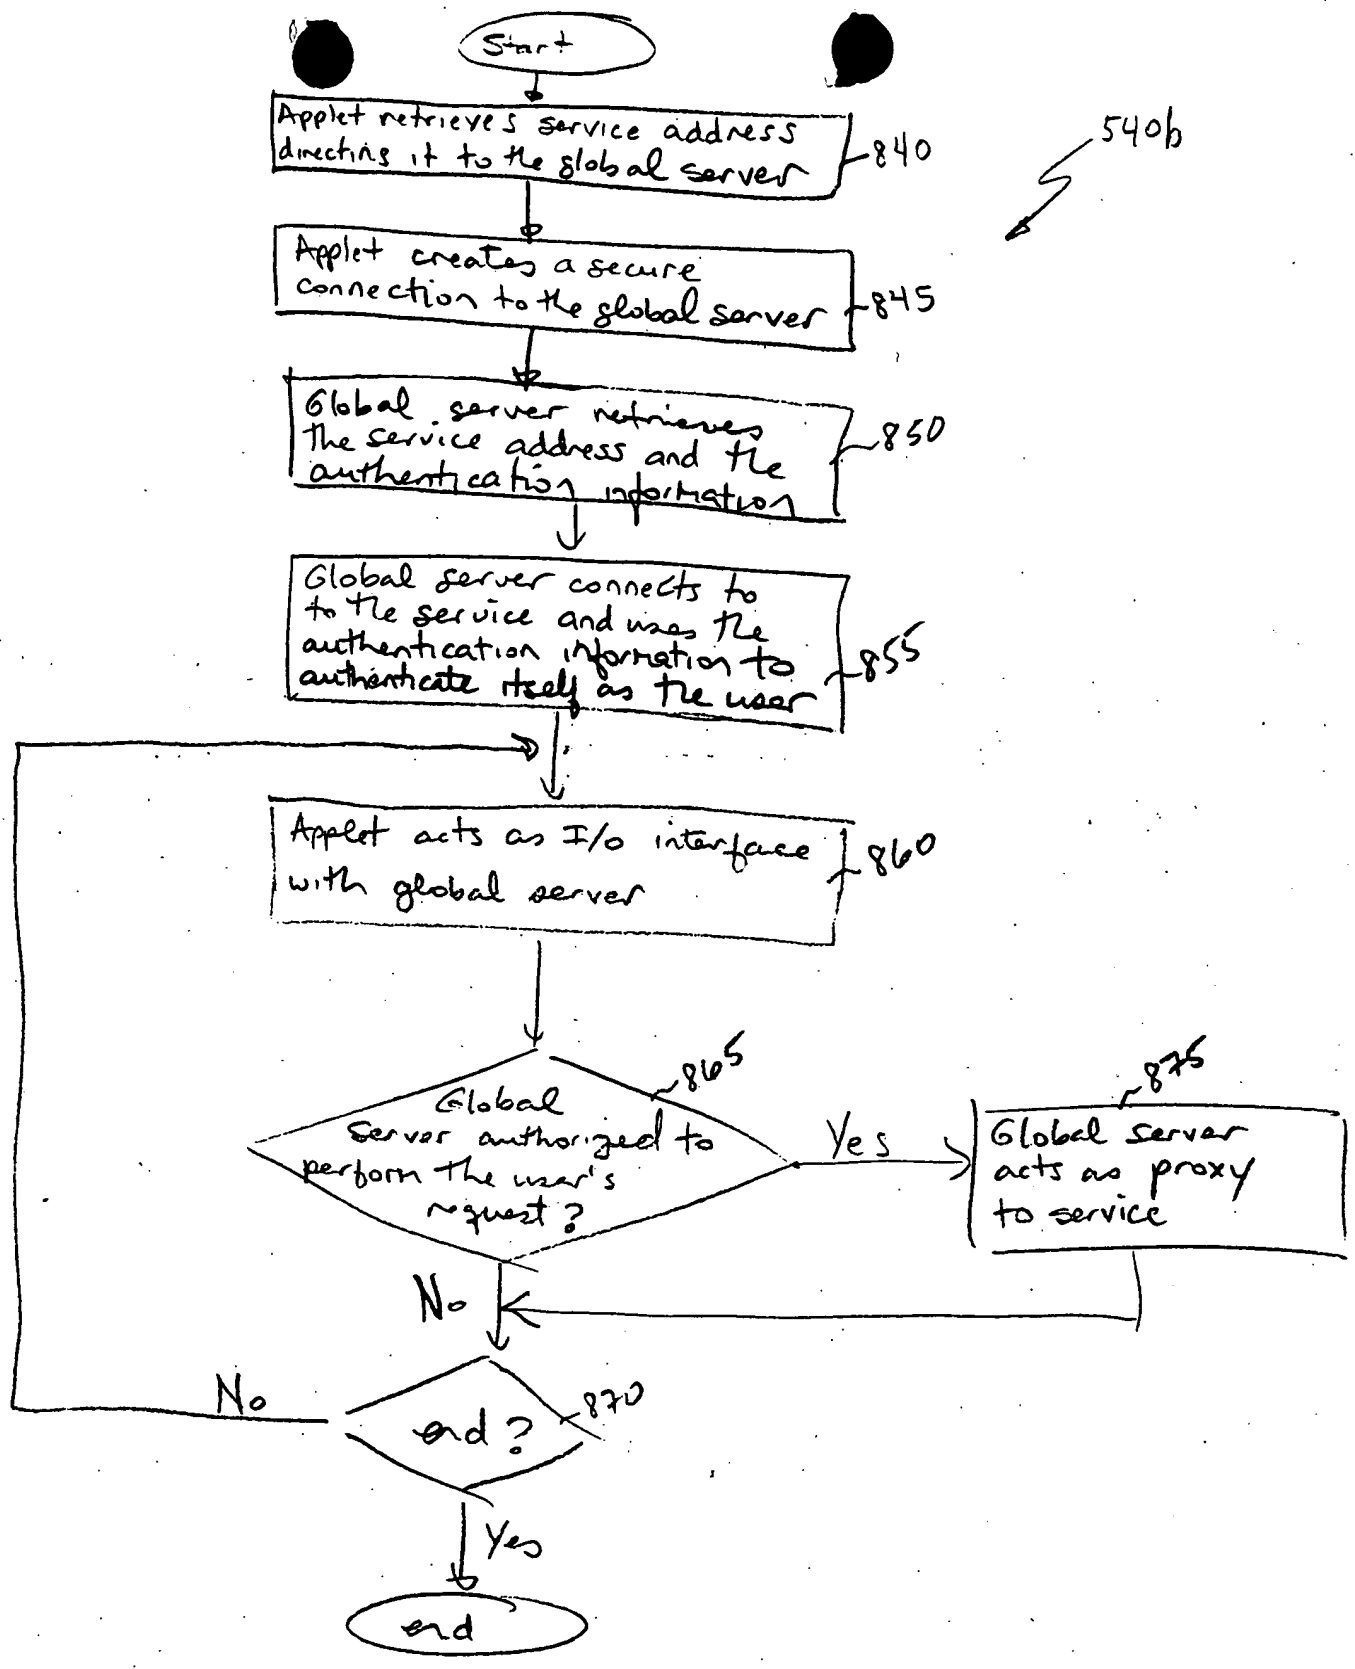 Start
Applet retrieves service address
directing it to the global server
840
540b
Applet creates a secure
connection to the global server
845
Global server retrieves
the service address and the
authentication information
850
Global server connects to
to the service and uses the
authentication information to
authenticate itself as the user
855
Applet acts as I/O interface
with global server
860
865
Global
server authorized to
perform the user's
request?
Yes
875
Global server
acts as proxy
to service
No
No
end?
870
Yes
end